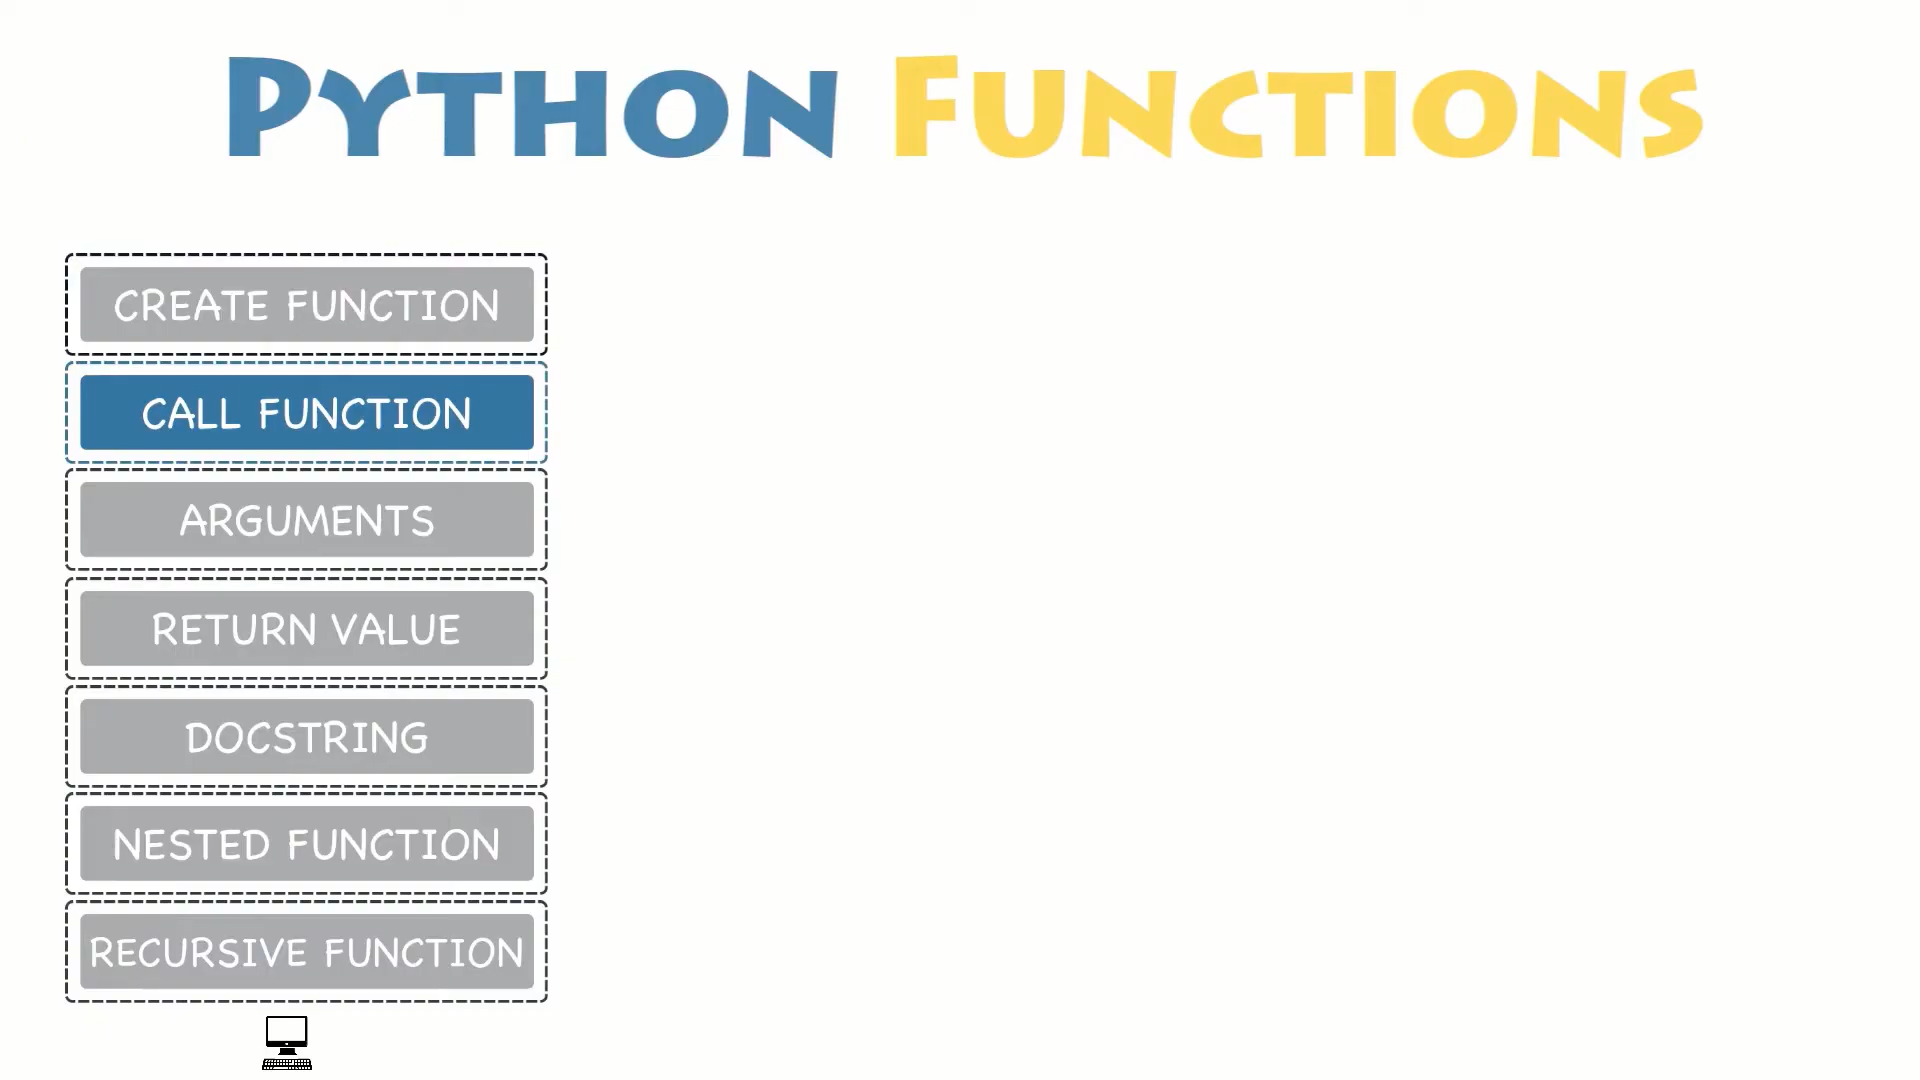 PYTHON FUNCTIONS
CREATE FUNCTION
CALL FUNCTION
ARGUMENTS
RETURN VALUE
DOCSTRING
NESTED FUNCTION
RECURSIVE FUNCTION